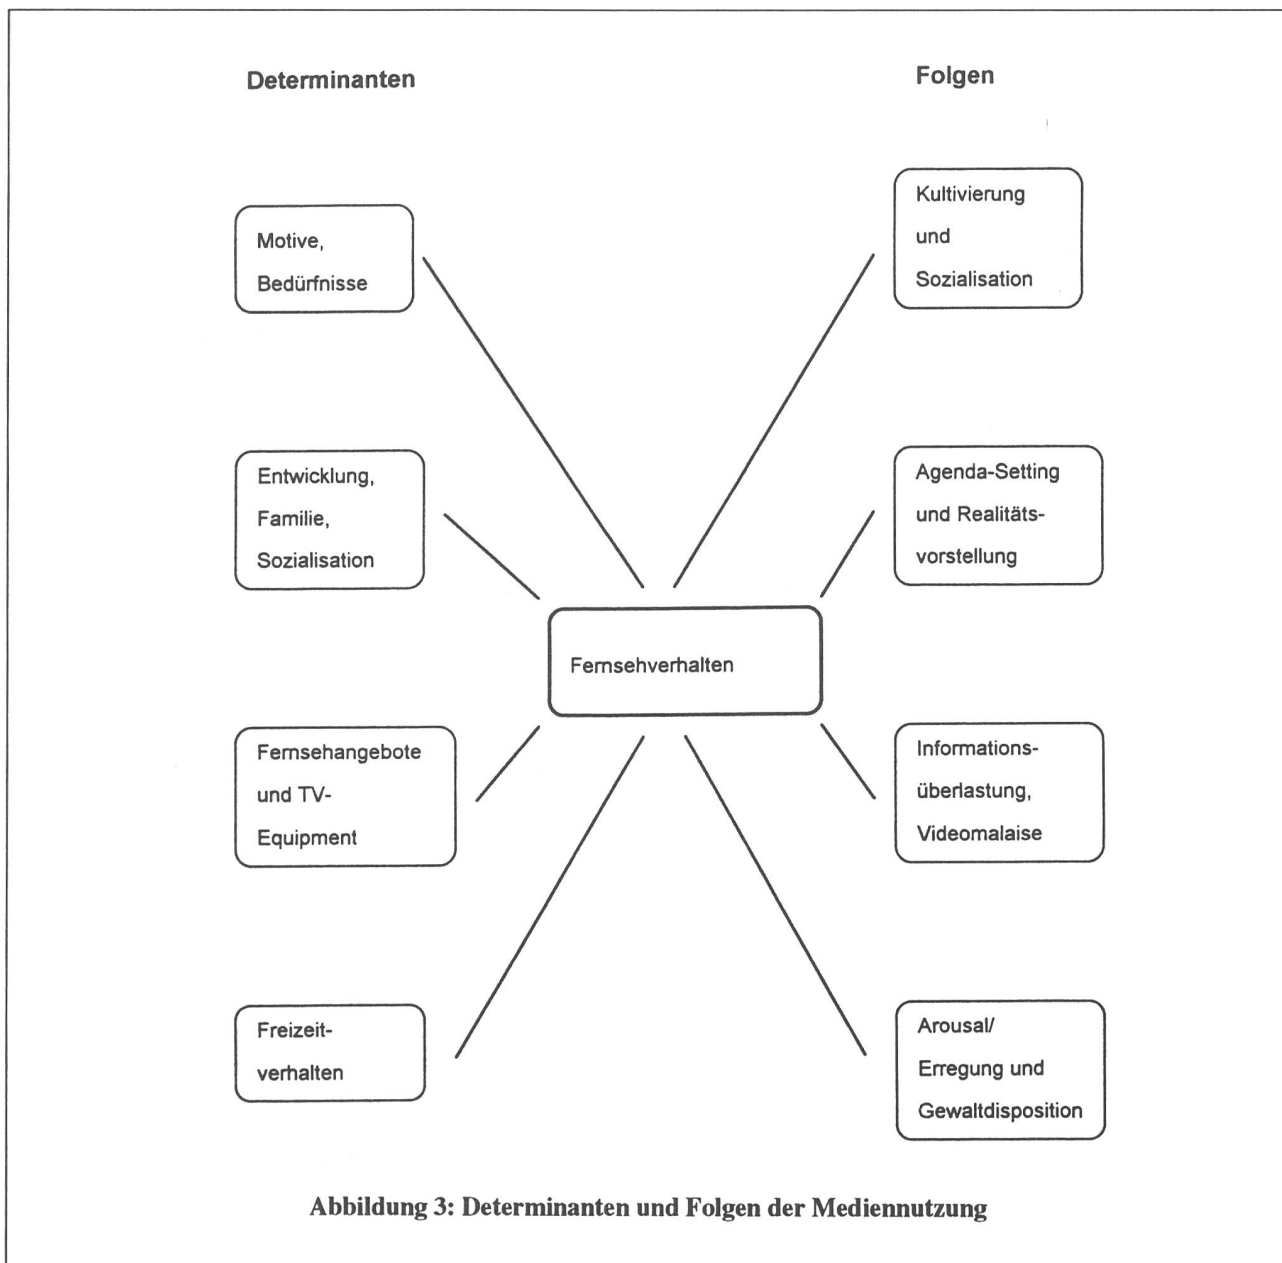 Determinanten
Folgen
Motive,
Bedürfnisse
Kultivierung
und
Sozialisation
Entwicklung,
Familie,
Sozialisation
Agenda-Setting
und Realitäts-
vorstellung
Fernsehverhalten
Fernsehangebote
und TV-
Equipment
Informations-
überlastung,
Videomalaise
Freizeit-
verhalten
Arousal/
Erregung und
Gewaltdisposition
Abbildung 3: Determinanten und Folgen der Mediennutzung